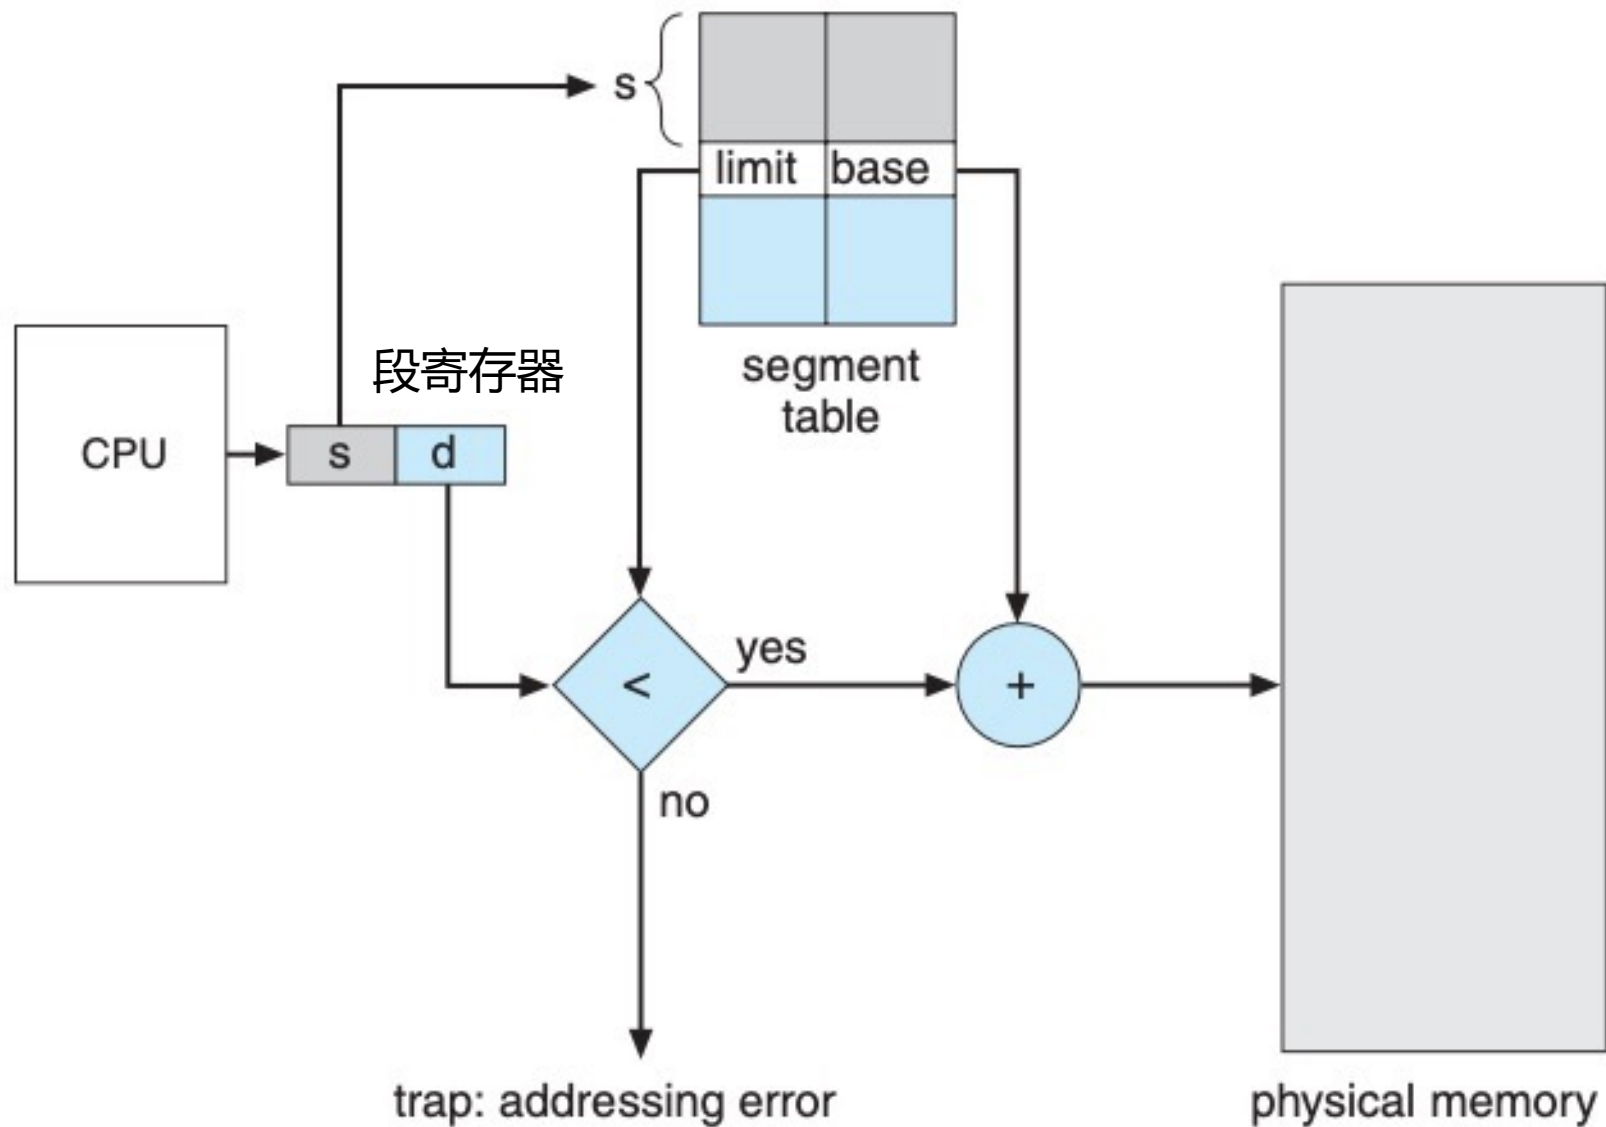 s
limit base
segment
table
段寄存器
CPU
s d
<
yes
+
no
trap: addressing error
physical memory